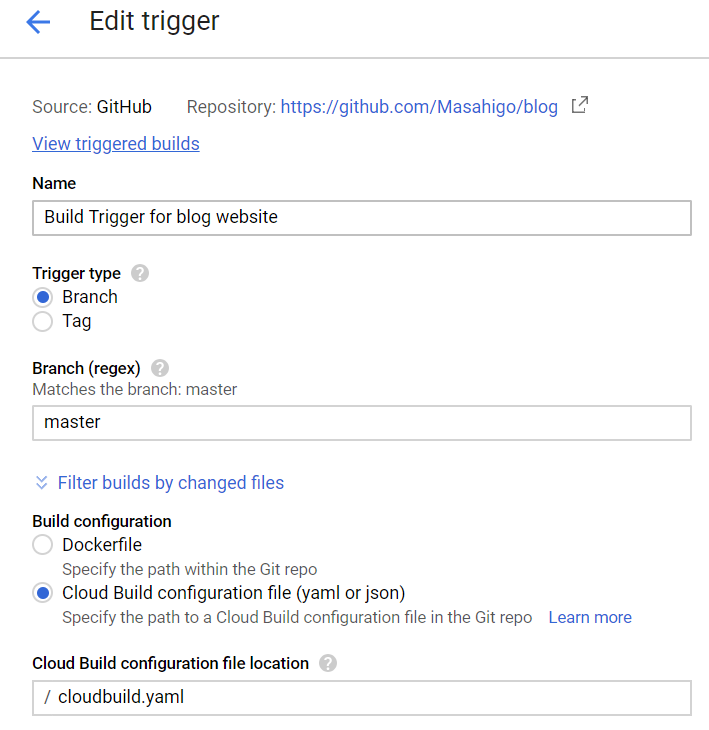 Edit trigger
Source: GitHub Repository: https://github.com/Masahigo/blog
View triggered builds
Name
Build Trigger for blog website
Trigger type ?
Branch
Tag
Branch (regex) ?
Matches the branch: master
master
Filter builds by changed files
Build configuration
Dockerfile
Specify the path within the Git repo
Cloud Build configuration file (yaml or json)
Specify the path to a Cloud Build configuration file in the Git repo Learn more
Cloud Build configuration file location ?
/ cloudbuild.yaml